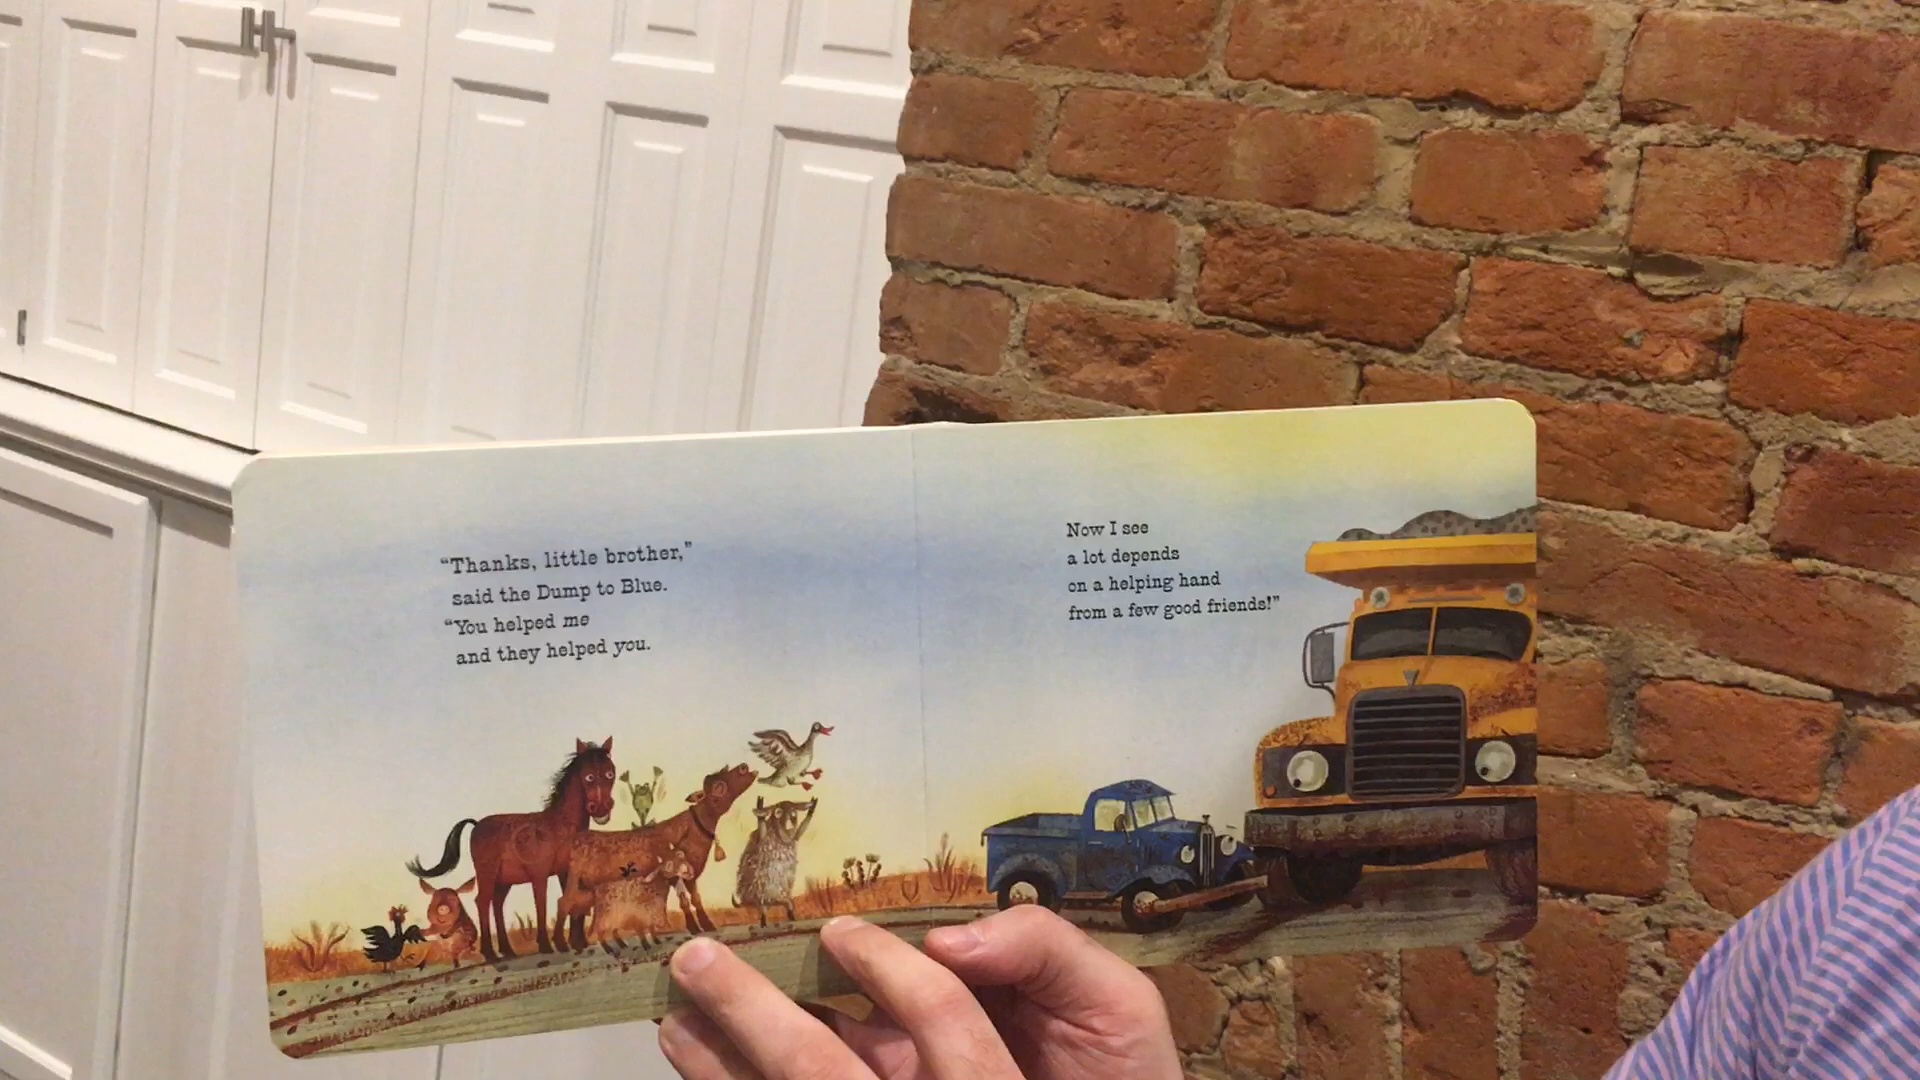 “Thanks, little brother,”
said the Dump to Blue.
“You helped me
and they helped you.
Now I see
a lot depends
on a helping hand
from a few good friends!”